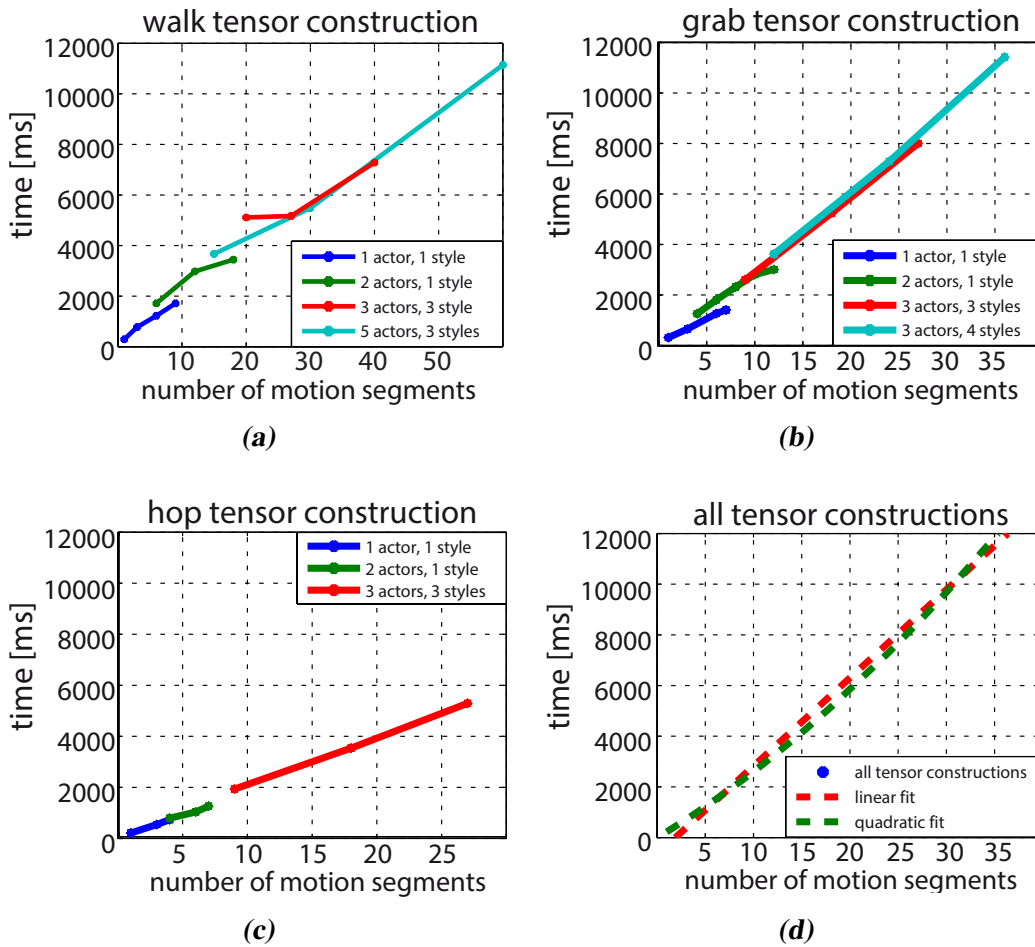 walk tensor construction
12000
10000
8000
6000
4000
2000
0
time [ms]
1 actor, 1 style
2 actors, 1 style
3 actors, 3 style
5 actors, 3 styles
10 20 30 40 50
number of motion segments
(a)
grab tensor construction
12000
10000
8000
6000
4000
2000
0
time [ms]
1 actor, 1 style
2 actors, 1 style
3 actors, 3 styles
3 actors, 4 styles
5 10 15 20 25 30 35
number of motion segments
(b)
hop tensor construction
12000
10000
8000
6000
4000
2000
0
time [ms]
1 actor, 1 style
2 actors, 1 style
3 actors, 3 styles
5 10 15 20 25
number of motion segments
(c)
all tensor constructions
12000
10000
8000
6000
4000
2000
0
time [ms]
all tensor constructions
linear fit
quadratic fit
5 10 15 20 25 30 35
number of motion segments
(d)